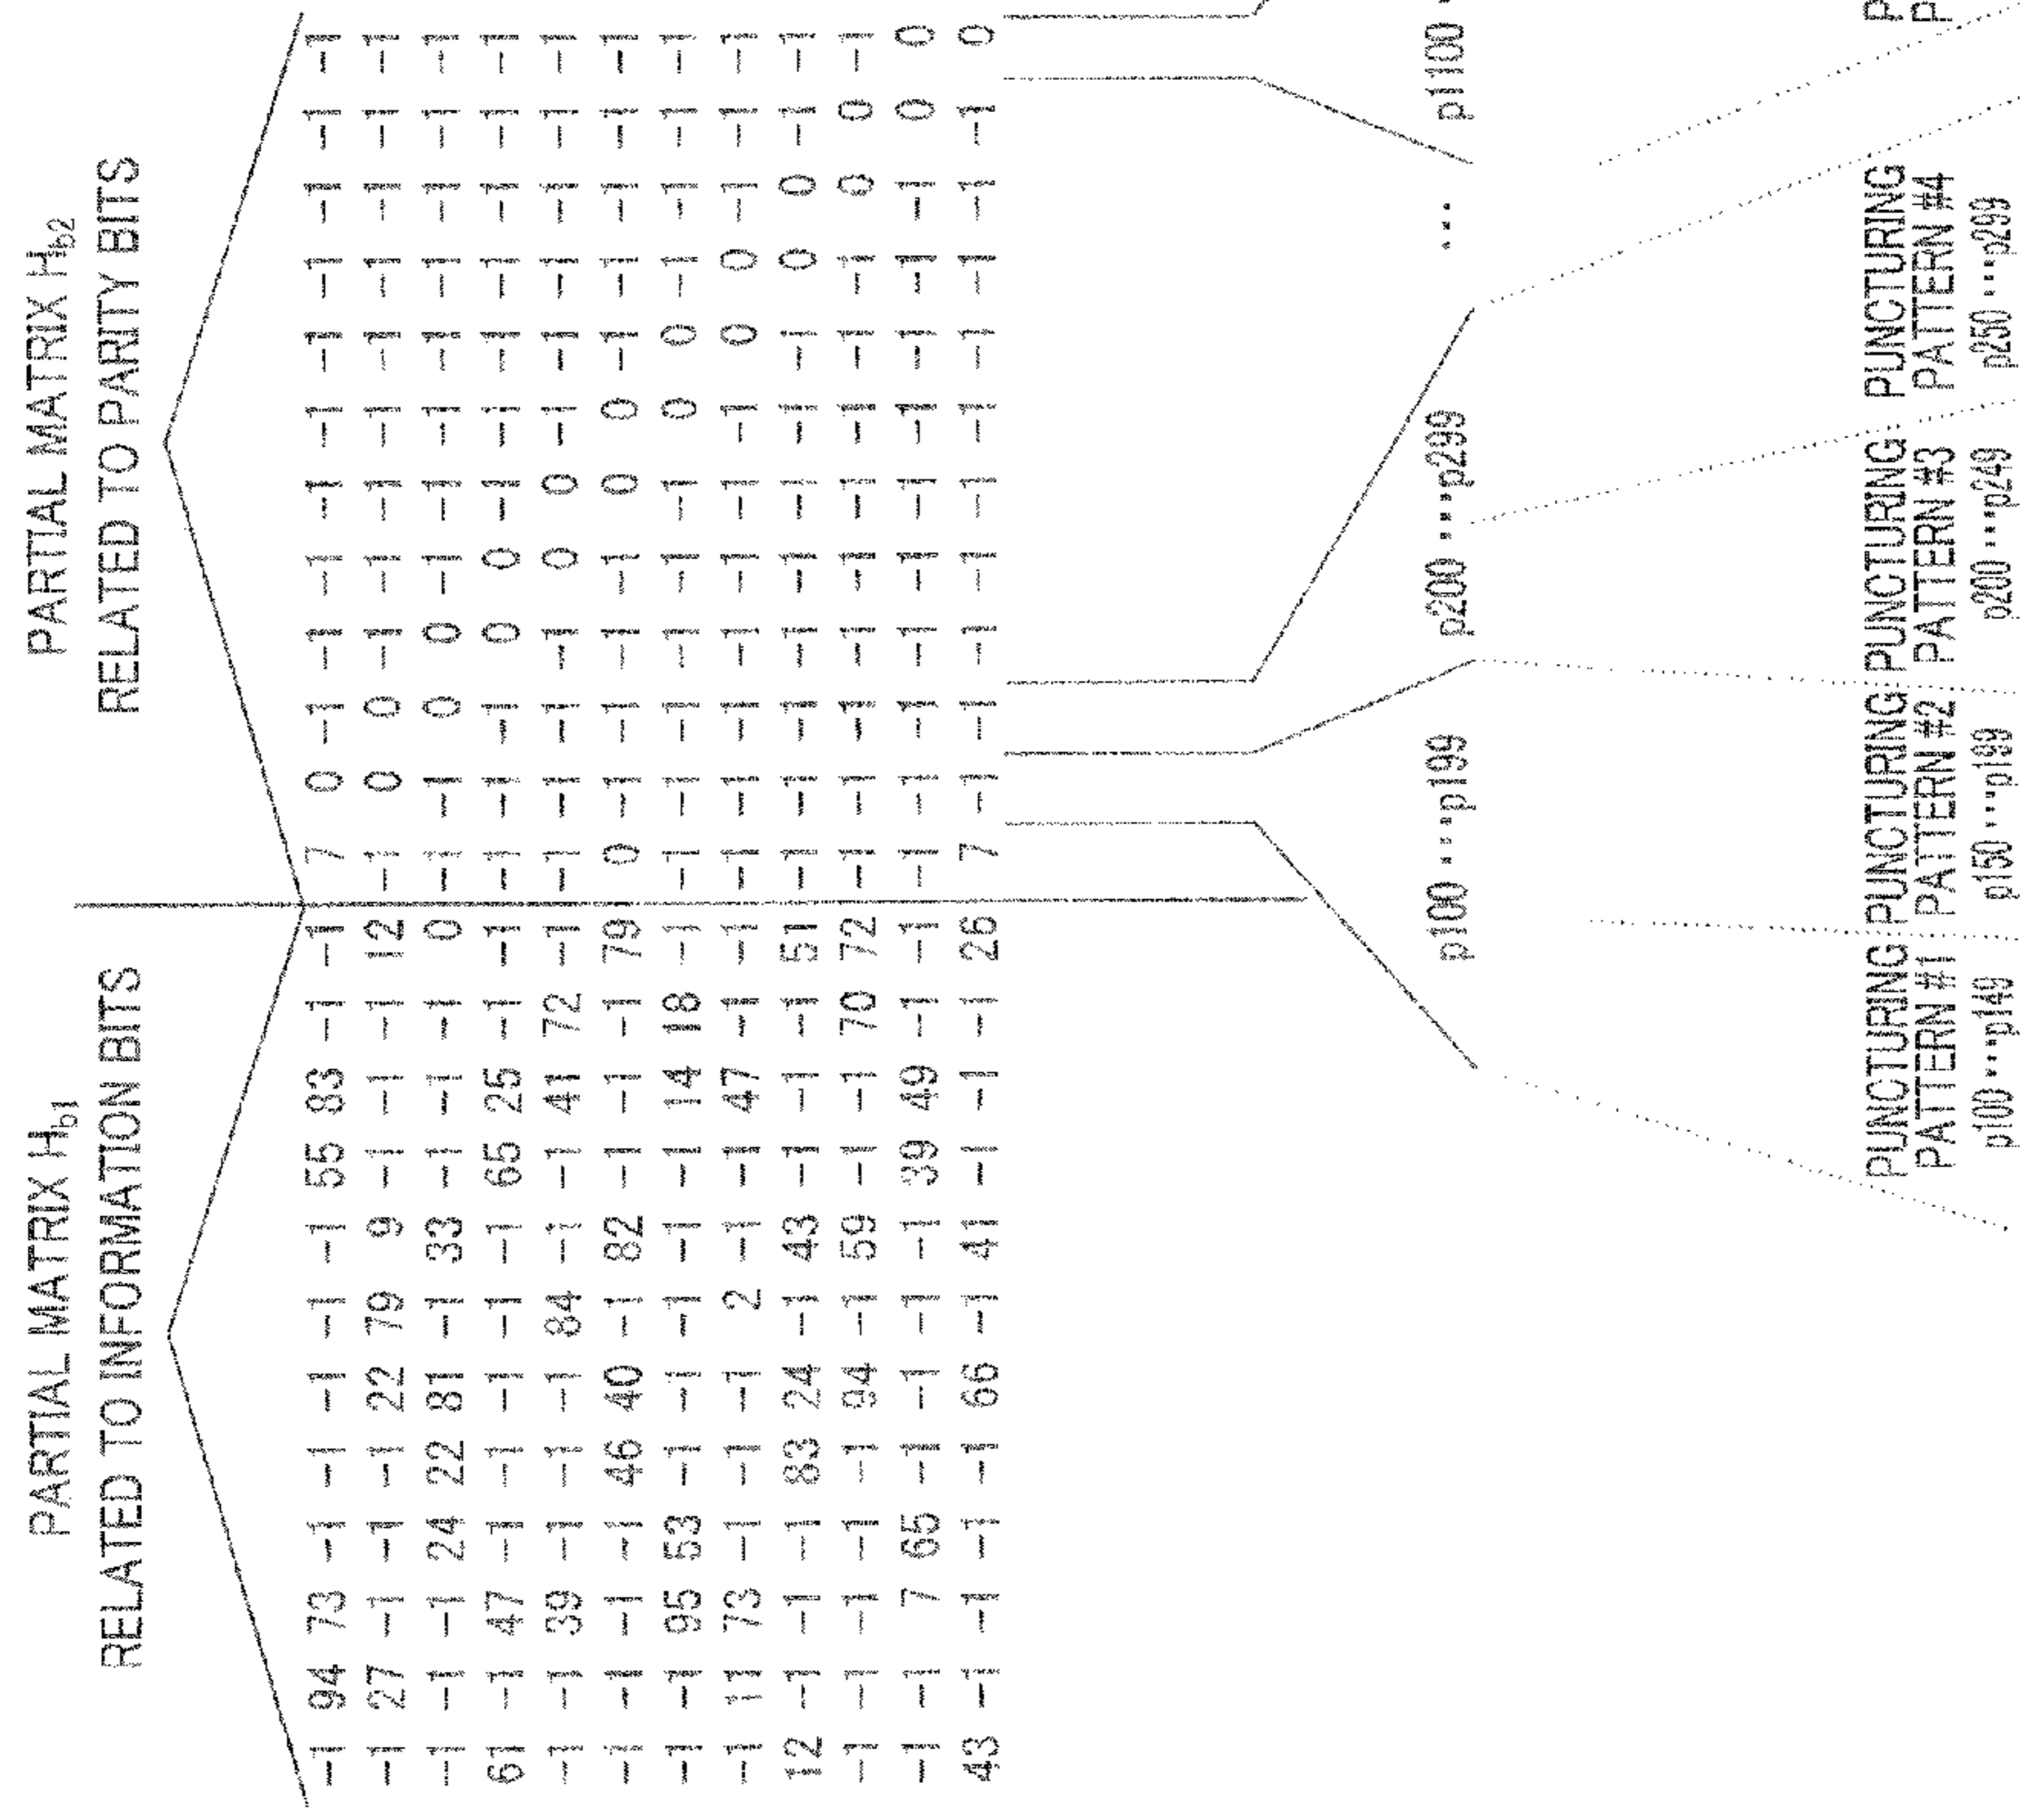 PARTIAL MATRIX H_b1 PARTIAL MATRIX H_b2
RELATED TO INFORMATION BITS RELATED TO PARITY BITS
-1 94 73 -1 -1 -1 -1 -1 55 83 -1 -1 7 0 -1 -1 -1 -1 -1 -1 -1 -1 -1 -1
-1 27 -1 -1 -1 22 79 9 -1 -1 -1 12 -1 0 0 -1 -1 -1 -1 -1 -1 -1 -1 -1
-1 -1 -1 24 22 81 -1 33 -1 -1 -1 0 -1 -1 0 0 -1 -1 -1 -1 -1 -1 -1 -1
61 -1 47 -1 -1 -1 -1 -1 65 25 -1 -1 -1 -1 -1 0 0 -1 -1 -1 -1 -1 -1 -1
-1 -1 39 -1 -1 -1 84 -1 -1 41 72 -1 -1 -1 -1 -1 0 0 -1 -1 -1 -1 -1 -1
-1 -1 -1 -1 46 40 -1 82 -1 -1 -1 79 0 -1 -1 -1 -1 0 0 -1 -1 -1 -1 -1
-1 -1 95 53 -1 -1 -1 -1 -1 14 18 -1 -1 -1 -1 -1 -1 -1 0 0 -1 -1 -1 -1
-1 11 73 -1 -1 -1 2 -1 -1 47 -1 -1 -1 -1 -1 -1 -1 -1 -1 0 0 -1 -1 -1
12 -1 -1 -1 83 24 -1 43 -1 -1 -1 51 -1 -1 -1 -1 -1 -1 -1 -1 0 0 -1 -1
-1 -1 -1 -1 -1 94 -1 59 -1 -1 70 72 -1 -1 -1 -1 -1 -1 -1 -1 -1 0 0 -1
-1 -1 7 65 -1 -1 -1 -1 39 49 -1 -1 -1 -1 -1 -1 -1 -1 -1 -1 -1 -1 0 0
43 -1 -1 -1 -1 66 -1 41 -1 -1 -1 26 7 -1 -1 -1 -1 -1 -1 -1 -1 -1 -1 0
p100 ... p199 p200 ... p299 ... p1100
PUNCTURING PUNCTURING PUNCTURING PUNCTURING
PATTERN #1 PATTERN #2 PATTERN #3 PATTERN #4
p100 ... p149 p150 ... p199 p200 ... p249 p250 ... p299